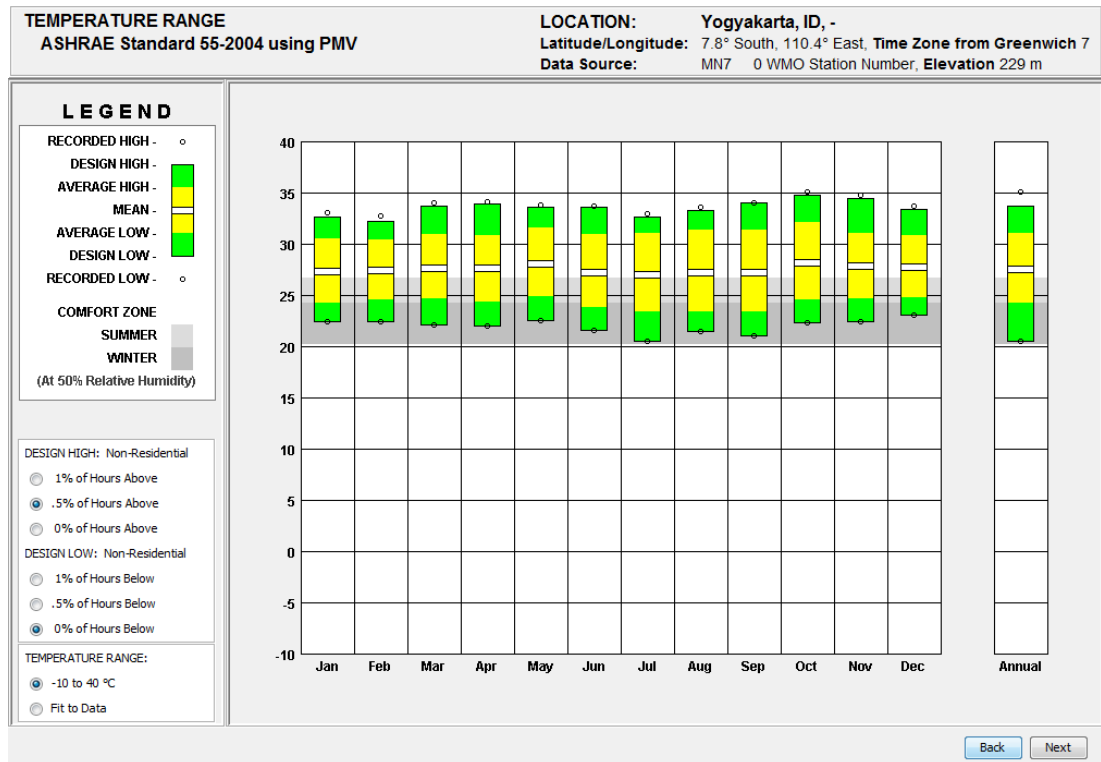 TEMPERATURE RANGE
ASHRAE Standard 55-2004 using PMV
LOCATION: Yogyakarta, ID, -
Latitude/Longitude: 7.8° South, 110.4° East, Time Zone from Greenwich 7
Data Source: MN7 0 WMO Station Number, Elevation 229 m
LEGEND
RECORDED HIGH -
DESIGN HIGH -
AVERAGE HIGH -
MEAN -
AVERAGE LOW -
DESIGN LOW -
RECORDED LOW -
COMFORT ZONE
SUMMER
WINTER
(At 50% Relative Humidity)
DESIGN HIGH: Non-Residential
1% of Hours Above
.5% of Hours Above
0% of Hours Above
DESIGN LOW: Non-Residential
1% of Hours Below
.5% of Hours Below
0% of Hours Below
TEMPERATURE RANGE:
-10 to 40 °C
Fit to Data
40
35
30
25
20
15
10
5
0
-5
-10
Jan Feb Mar Apr May Jun Jul Aug Sep Oct Nov Dec Annual
Back Next